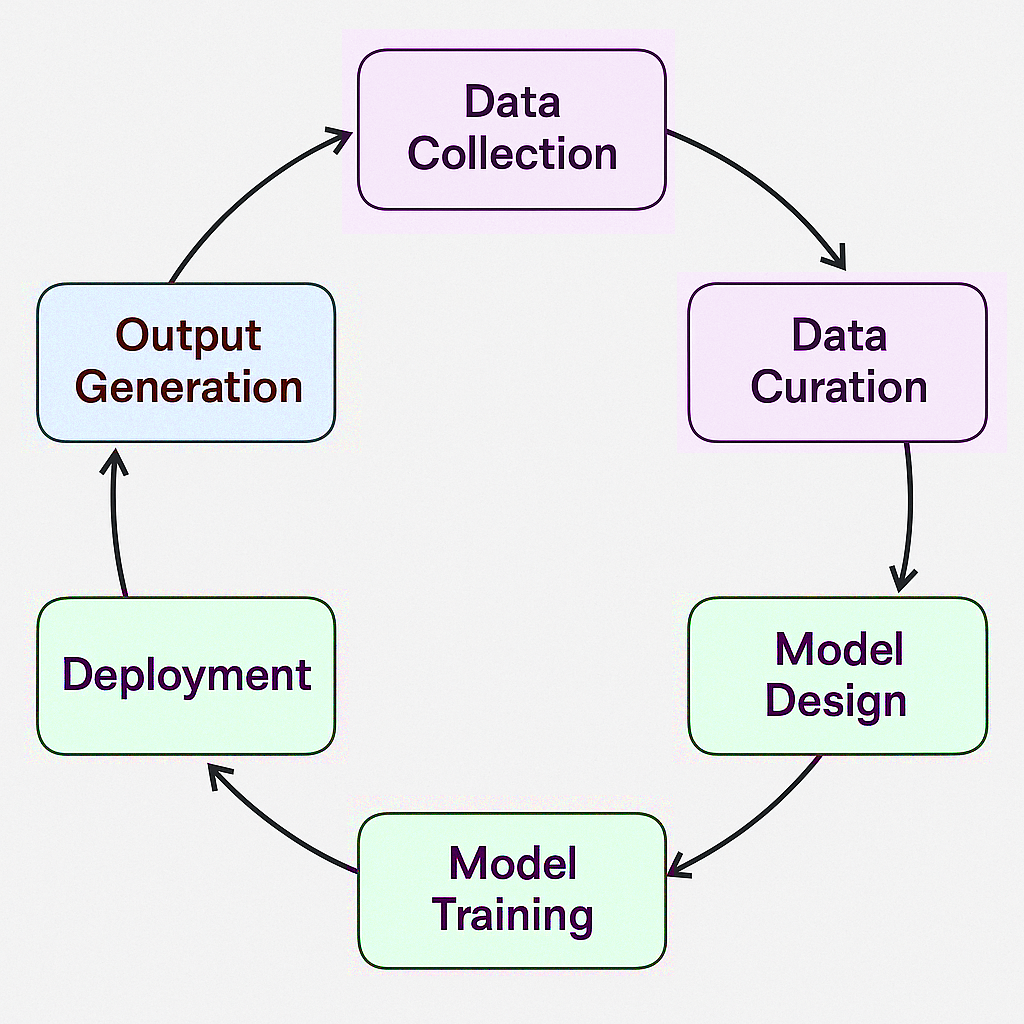 Data
Collection
Data
Curation
Model
Design
Model
Training
Deployment
Output
Generation